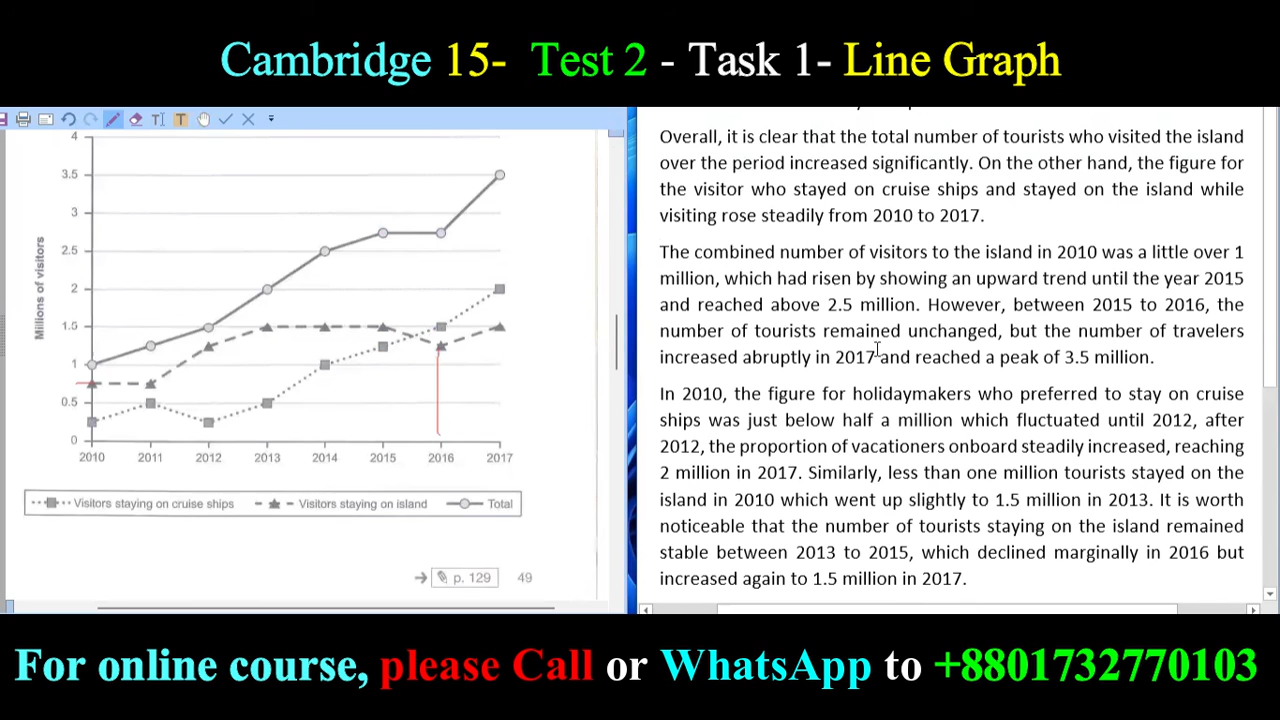 Cambridge 15- Test 2 - Task 1- Line Graph
4
3.5
3
2.5
2
1.5
1
0.5
0
Millions of visitors
2010 2011 2012 2013 2014 2015 2016 2017
Visitors staying on cruise ships Visitors staying on island Total
p. 129 49
Overall, it is clear that the total number of tourists who visited the island
over the period increased significantly. On the other hand, the figure for
the visitor who stayed on cruise ships and stayed on the island while
visiting rose steadily from 2010 to 2017.
The combined number of visitors to the island in 2010 was a little over 1
million, which had risen by showing an upward trend until the year 2015
and reached above 2.5 million. However, between 2015 to 2016, the
number of tourists remained unchanged, but the number of travelers
increased abruptly in 2017 and reached a peak of 3.5 million.
In 2010, the figure for holidaymakers who preferred to stay on cruise
ships was just below half a million which fluctuated until 2012, after
2012, the proportion of vacationers onboard steadily increased, reaching
2 million in 2017. Similarly, less than one million tourists stayed on the
island in 2010 which went up slightly to 1.5 million in 2013. It is worth
noticeable that the number of tourists staying on the island remained
stable between 2013 to 2015, which declined marginally in 2016 but
increased again to 1.5 million in 2017.
For online course, please Call or WhatsApp to +8801732770103